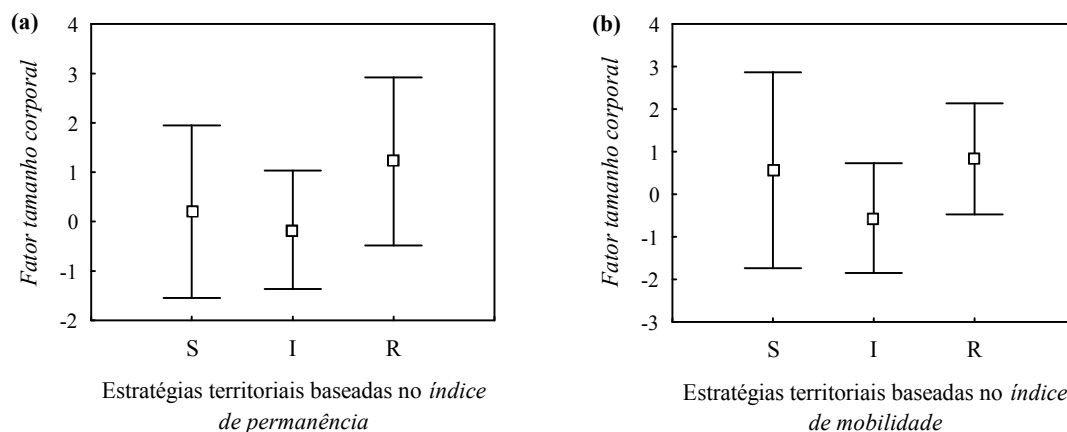 (a)
Fator tamanho corporal
4
3
2
1
0
-1
-2
S I R
Estratégias territoriais baseadas no índice
de permanência
(b)
Fator tamanho corporal
4
3
2
1
0
-1
-2
-3
S I R
Estratégias territoriais baseadas no índice
de mobilidade